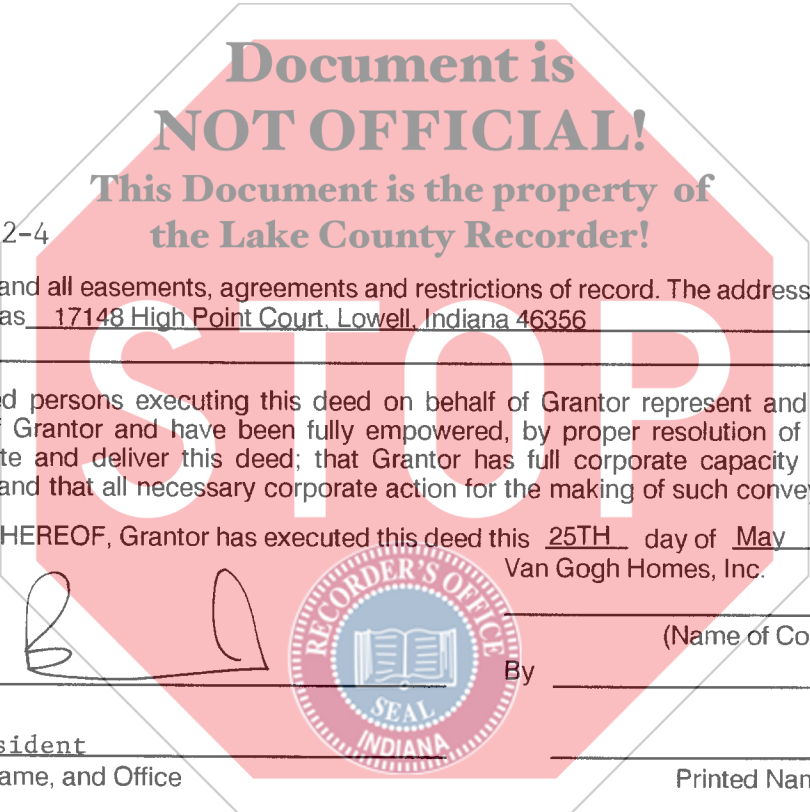 Document is
NOT OFFICIAL!
This Document is the property of
the Lake County Recorder!
2-4
and all easements, agreements and restrictions of record. The address
as 17148 High Point Court, Lowell, Indiana 46356
STOP
d persons executing this deed on behalf of Grantor represent and
f Grantor and have been fully empowered, by proper resolution of
te and deliver this deed; that Grantor has full corporate capacity
and that all necessary corporate action for the making of such convey
HEREOF, Grantor has executed this deed this 25TH day of May
Van Gogh Homes, Inc.
(Name of Co
By
RECORDER'S OFFICE
SEAL
INDIANA
sident
ame, and Office
Printed Nam